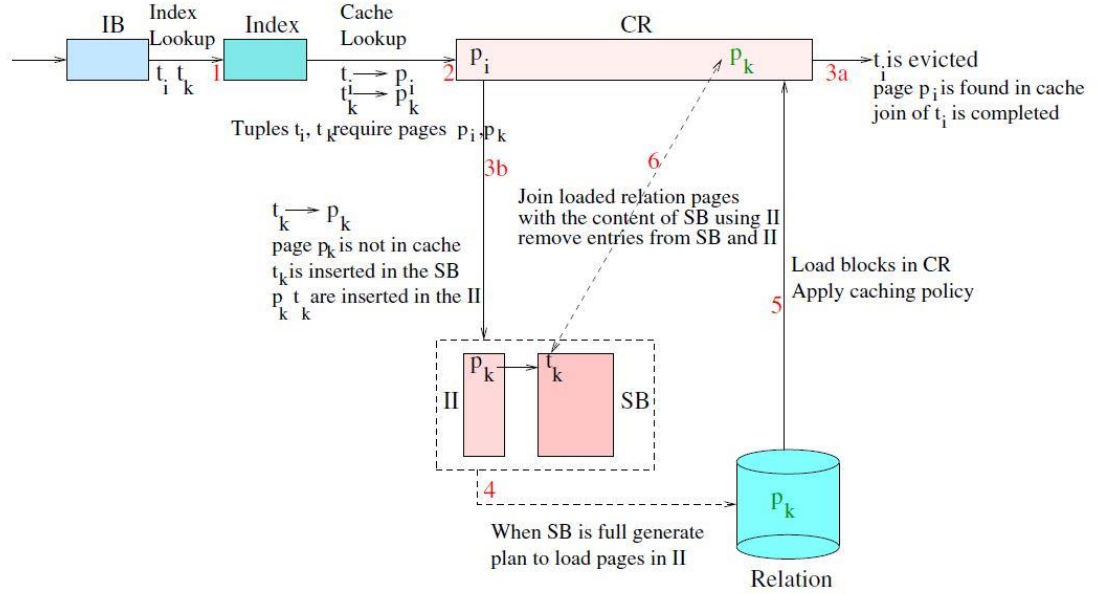 IB
Index
Lookup
t_i t_k
1
Index
Cache
Lookup
t_i → p_i
t_k → p_k
2
CR
p_i
p_k
3a
t_i is evicted
page p_i is found in cache
join of t_i is completed
Tuples t_i, t_k require pages p_i, p_k
3b
6
t_k → p_k
page p_k is not in cache
t_k is inserted in the SB
p_k t_k are inserted in the II
Join loaded relation pages
with the content of SB using II
remove entries from SB and II
Load blocks in CR
Apply caching policy
5
p_k
t_k
II
SB
4
When SB is full generate
plan to load pages in II
p_k
Relation